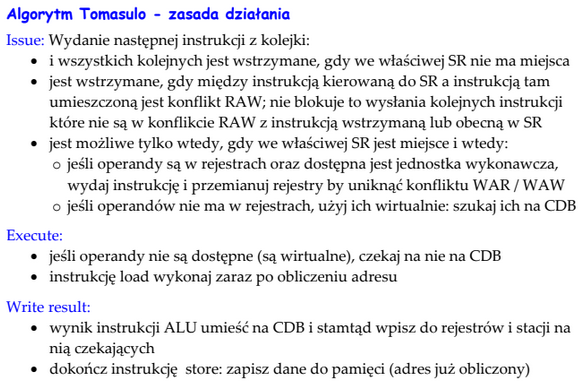 Algorytm Tomasulo - zasada działania
Issue: Wydanie następnej instrukcji z kolejki:
• i wszystkich kolejnych jest wstrzymane, gdy we właściwej SR nie ma miejsca
• jest wstrzymane, gdy między instrukcją kierowaną do SR a instrukcją tam
umieszczoną jest konflikt RAW; nie blokuje to wysłania kolejnych instrukcji
które nie są w konflikcie RAW z instrukcją wstrzymaną lub obecną w SR
• jest możliwe tylko wtedy, gdy we właściwej SR jest miejsce i wtedy:
o jeśli operandy są w rejestrach oraz dostępna jest jednostka wykonawcza,
wydaj instrukcję i przemianuj rejestry by uniknąć konfliktu WAR / WAW
o jeśli operandów nie ma w rejestrach, użyj ich wirtualnie: szukaj ich na CDB
Execute:
• jeśli operandy nie są dostępne (są wirtualne), czekaj na nie na CDB
• instrukcję load wykonaj zaraz po obliczeniu adresu
Write result:
• wynik instrukcji ALU umieść na CDB i stamtąd wpisz do rejestrów i stacji na
nią czekających
• dokończ instrukcję store: zapisz dane do pamięci (adres już obliczony)